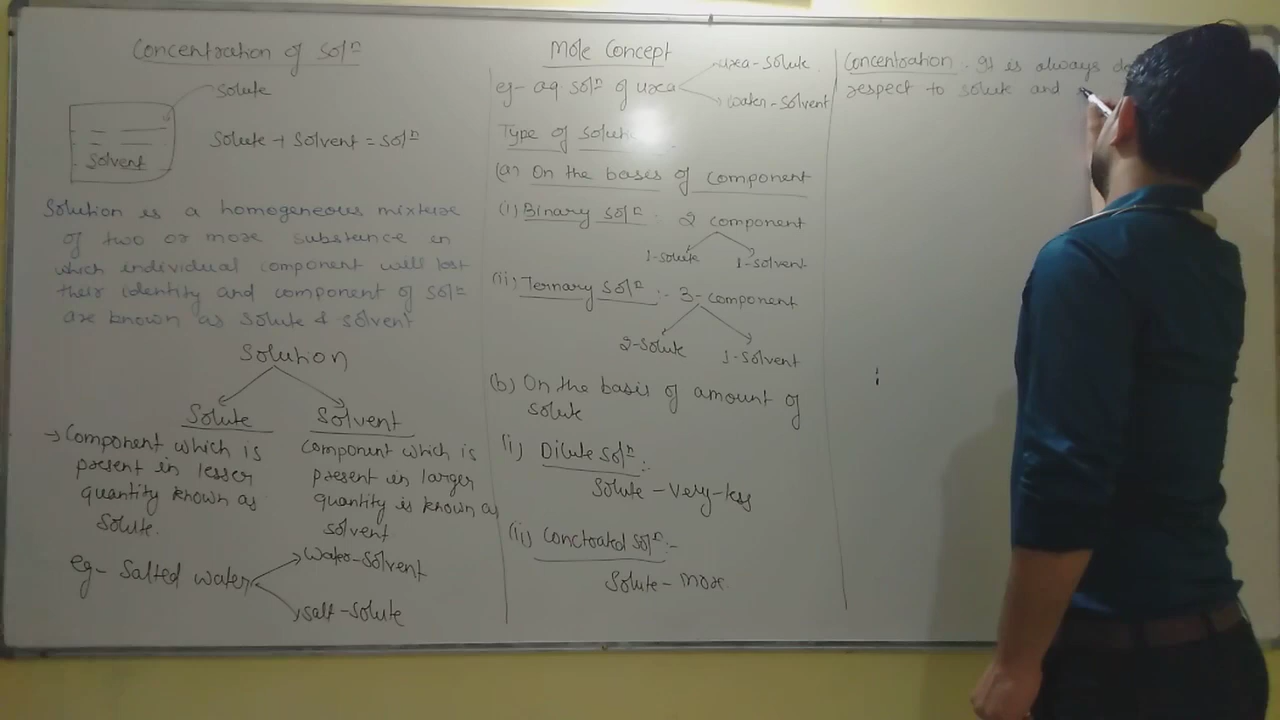 Concentration of Solⁿ
Solute
Solvent
Solute + Solvent = Solⁿ
Solution is a homogeneous mixture
of two or more substance in
which individual component will lost
their identity and component of Solⁿ
are known as Solute & Solvent
Solution
Solute
→ Component which is
present in lesser
quantity known as
Solute.
Solvent
Component which is
present in larger
quantity is known as
solvent
eg- Salted water
Water-Solvent
Salt-Solute
Mole Concept
eg- aq. Solⁿ of urea
urea-Solute
Water-Solvent
Type of Solution
(a) On the bases of component
(i) Binary Solⁿ :- 2 component
1-Solute
1-Solvent
(ii) Ternary Solⁿ :- 3-component
2-Solute
1-Solvent
(b) On the basis of amount of
Solute
(i) Dilute Solⁿ :-
Solute - Very-less
(ii) Conctrated Solⁿ :-
Solute - More
Concentration : It is always
respect to Solute and